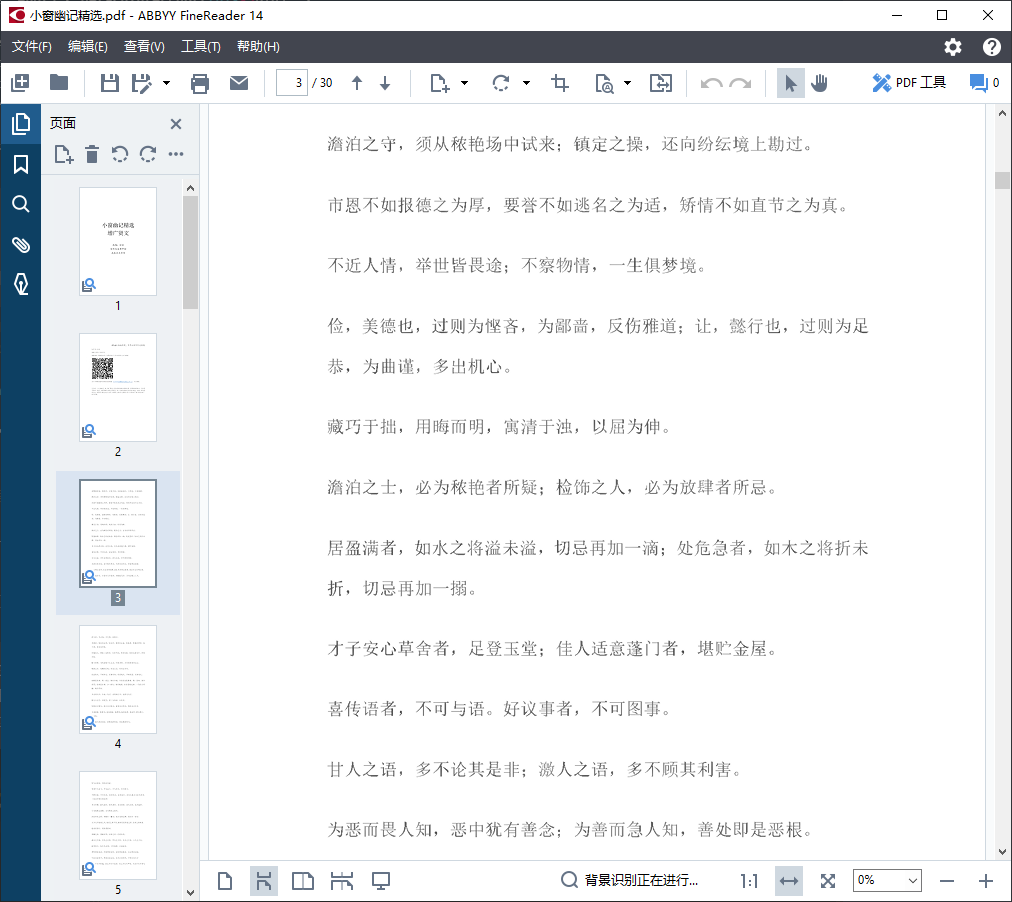 小窗幽记精选.pdf - ABBYY FineReader 14
文件(F) 编辑(E) 查看(V) 工具(T) 帮助(H)
3 / 30 PDF 工具 0
页面
小窗幽记精选
增广贤文
1
2
3
4
5
澹泊之守，须从秾艳场中试来；镇定之操，还向纷纭境上勘过。
市恩不如报德之为厚，要誉不如逃名之为适，矫情不如直节之为真。
不近人情，举世皆畏途；不察物情，一生俱梦境。
俭，美德也，过则为悭吝，为鄙啬，反伤雅道；让，懿行也，过则为足
恭，为曲谨，多出机心。
藏巧于拙，用晦而明，寓清于浊，以屈为伸。
澹泊之士，必为秾艳者所疑；检饰之人，必为放肆者所忌。
居盈满者，如水之将溢未溢，切忌再加一滴；处危急者，如木之将折未
折，切忌再加一搦。
才子安心草舍者，足登玉堂；佳人适意蓬门者，堪贮金屋。
喜传语者，不可与语。好议事者，不可图事。
甘人之语，多不论其是非；激人之语，多不顾其利害。
为恶而畏人知，恶中犹有善念；为善而急人知，善处即是恶根。
背景识别正在进行... 1:1 0%